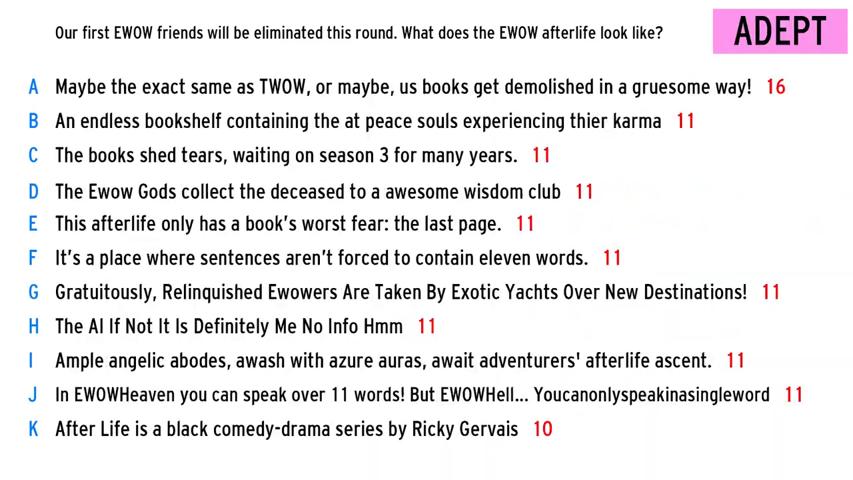 Our first EWOW friends will be eliminated this round. What does the EWOW afterlife look like?
ADEPT
A Maybe the exact same as TWOW, or maybe, us books get demolished in a gruesome way! 16
B An endless bookshelf containing the at peace souls experiencing thier karma 11
C The books shed tears, waiting on season 3 for many years. 11
D The Ewow Gods collect the deceased to a awesome wisdom club 11
E This afterlife only has a book's worst fear: the last page. 11
F It's a place where sentences aren't forced to contain eleven words. 11
G Gratuitously, Relinquished Ewowers Are Taken By Exotic Yachts Over New Destinations! 11
H The AI If Not It Is Definitely Me No Info Hmm 11
I Ample angelic abodes, awash with azure auras, await adventurers' afterlife ascent. 11
J In EWOWHeaven you can speak over 11 words! But EWOWHell... Youcanonlyspeakinasingleword 11
K After Life is a black comedy-drama series by Ricky Gervais 10